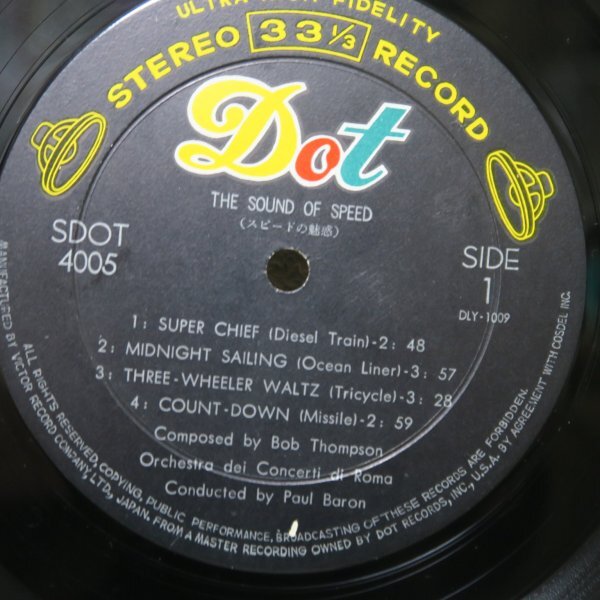 ULTRA HIGH FIDELITY
STEREO 33 1/3 RECORD
Dot
THE SOUND OF SPEED
(スピードの魅惑)
SDOT
4005
SIDE
1
DLY-1009
1: SUPER CHIEF (Diesel Train)-2: 48
2: MIDNIGHT SAILING (Ocean Liner)-3: 57
3: THREE-WHEELER WALTZ (Tricycle)-3: 28
4: COUNT-DOWN (Missile)-2: 59
Composed by Bob Thompson
Orchestra dei Concerti di Roma
Conducted by Paul Baron
ALL RIGHTS RESERVED, COPYING, PUBLIC PERFORMANCE, BROADCASTING OF THESE RECORDS ARE FORBIDDEN.
MANUFACTURED BY VICTOR RECORD COMPANY, LTD., JAPAN, FROM A MASTER RECORDING OWNED BY DOT RECORDS, INC., U.S.A. BY AGREEMENT WITH COSDEL INC.